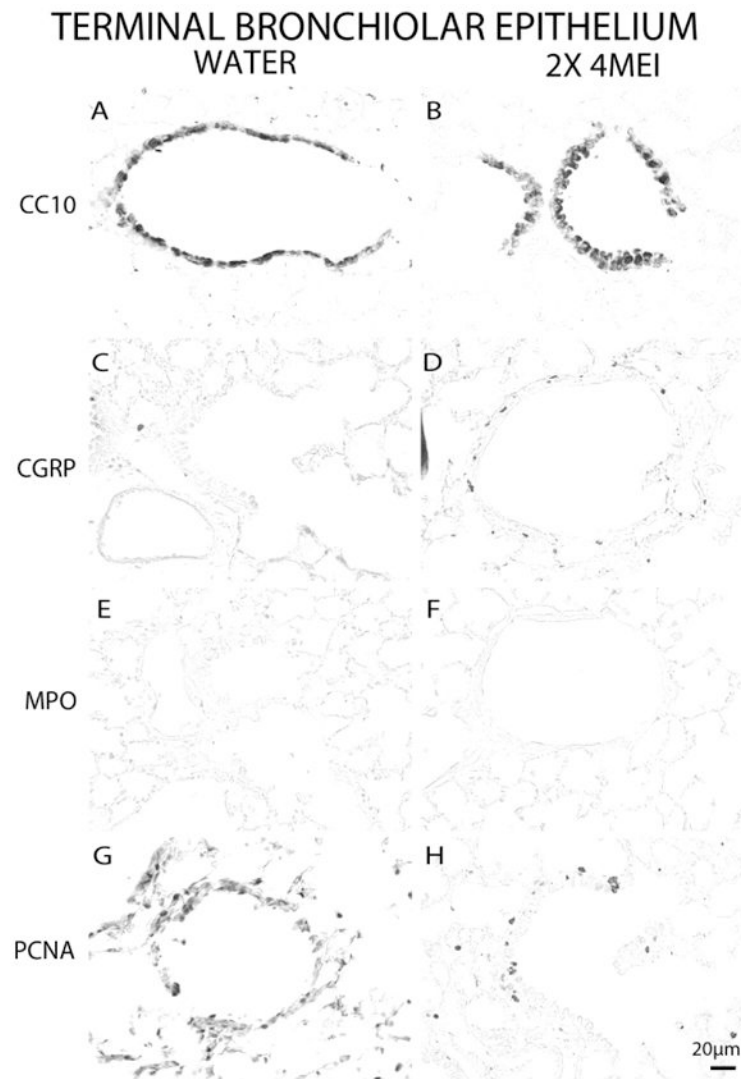 TERMINAL BRONCHIOLAR EPITHELIUM
WATER 2X 4MEI
A B
CC10
C D
CGRP
E F
MPO
G H
PCNA
20µm